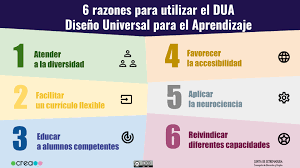 6 razones para utilizar el DUA
Diseño Universal para el Aprendizaje
1 Atender
a la diversidad
2 Facilitar
un currículo flexible
3 Educar
a alumnos competentes
4 Favorecer
la accesibilidad
5 Aplicar
la neurociencia
6 Reivindicar
diferentes capacidades
crea
JUNTA DE EXTREMADURA